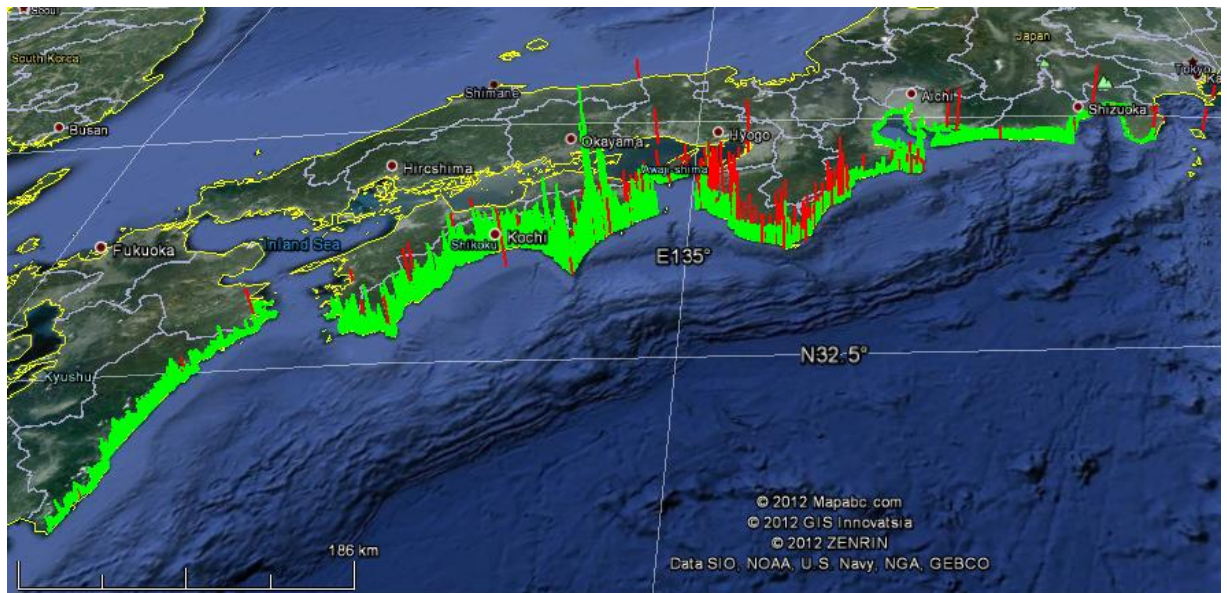 Seoul
South Korea
Japan
Tokyo
Busan
Shimane
Aichi
Shizuoka
Okayama
Hyogo
Hiroshima
Awaji-shima
Fukuoka
Inland Sea
Shikoku
Kochi
E135°
N32.5°
Kyushu
© 2012 Mapabc.com
© 2012 GIS Innovatsia
© 2012 ZENRIN
Data SIO, NOAA, U.S. Navy, NGA, GEBCO
186 km